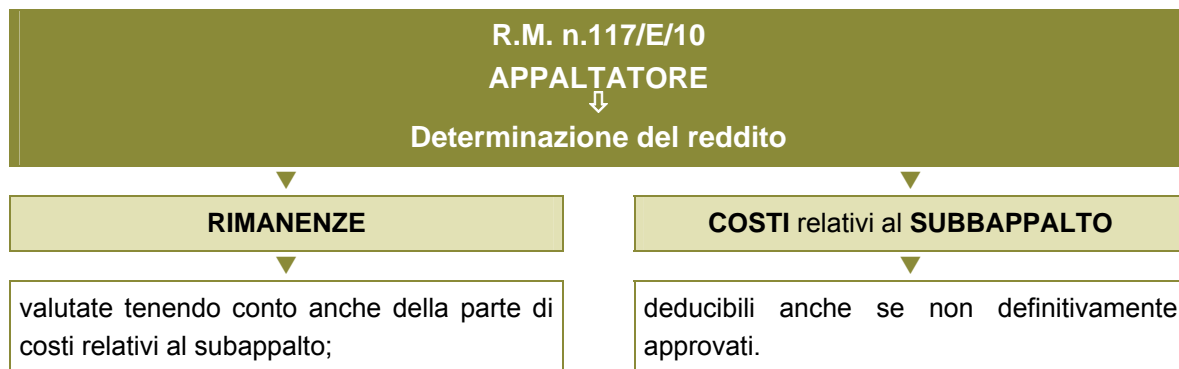 R.M. n.117/E/10
APPALTATORE
⇩
Determinazione del reddito
RIMANENZE
valutate tenendo conto anche della parte di
costi relativi al subappalto;
COSTI relativi al SUBBAPPALTO
deducibili anche se non definitivamente
approvati.